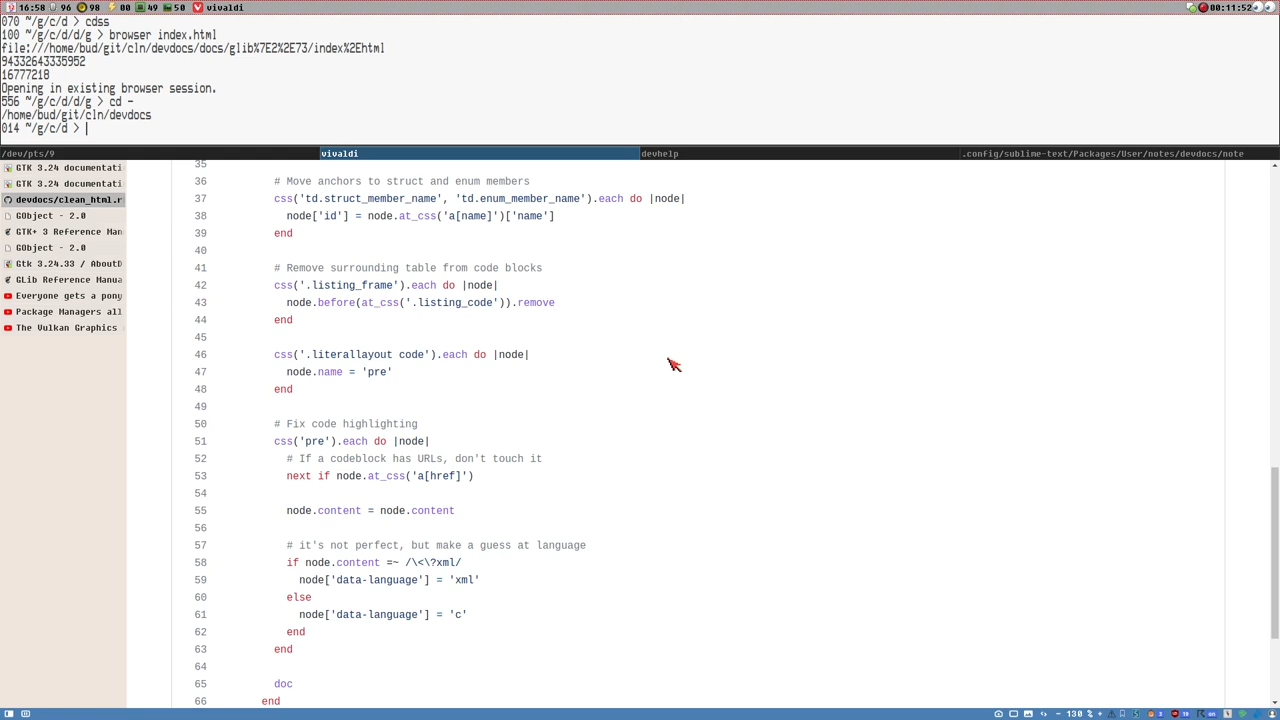 16:58 96 98 00 49 50 vivaldi 00:11:52
070 ~/g/c/d > cdss
100 ~/g/c/d/d/g > browser index.html
file:///home/bud/git/cln/devdocs/docs/glib%7E2%2E73/index%2Ehtml
94332643335952
16777218
Opening in existing browser session.
556 ~/g/c/d/d/g > cd -
/home/bud/git/cln/devdocs
014 ~/g/c/d >
/dev/pts/9 vivaldi devhelp .config/sublime-text/Packages/User/notes/devdocs/note
GTK 3.24 documentati
GTK 3.24 documentati
devdocs/clean_html.r
GObject - 2.0
GTK+ 3 Reference Man
GObject - 2.0
Gtk 3.24.33 / AboutD
GLib Reference Manua
Everyone gets a pony
Package Managers all
The Vulkan Graphics
35
36 # Move anchors to struct and enum members
37 css('td.struct_member_name', 'td.enum_member_name').each do |node|
38 node['id'] = node.at_css('a[name]')['name']
39 end
40
41 # Remove surrounding table from code blocks
42 css('.listing_frame').each do |node|
43 node.before(at_css('.listing_code')).remove
44 end
45
46 css('.literallayout code').each do |node|
47 node.name = 'pre'
48 end
49
50 # Fix code highlighting
51 css('pre').each do |node|
52 # If a codeblock has URLs, don't touch it
53 next if node.at_css('a[href]')
54
55 node.content = node.content
56
57 # it's not perfect, but make a guess at language
58 if node.content =~ /\<\?xml/
59 node['data-language'] = 'xml'
60 else
61 node['data-language'] = 'c'
62 end
63 end
64
65 doc
66 end
130 %